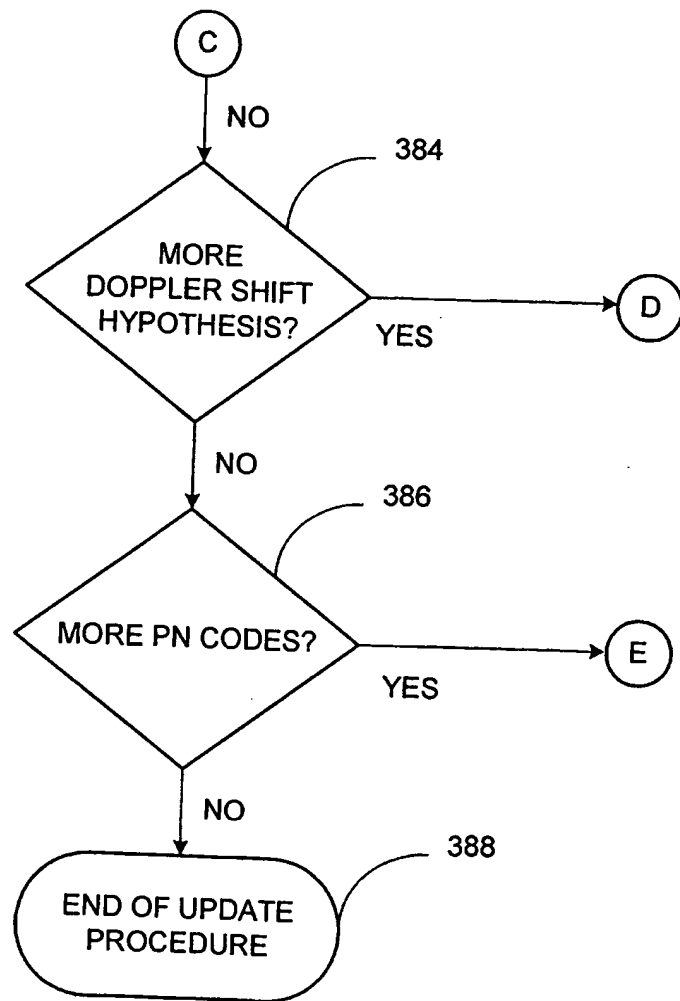 C
NO
384
MORE
DOPPLER SHIFT
HYPOTHESIS?
YES
D
NO
386
MORE PN CODES?
YES
E
NO
388
END OF UPDATE
PROCEDURE